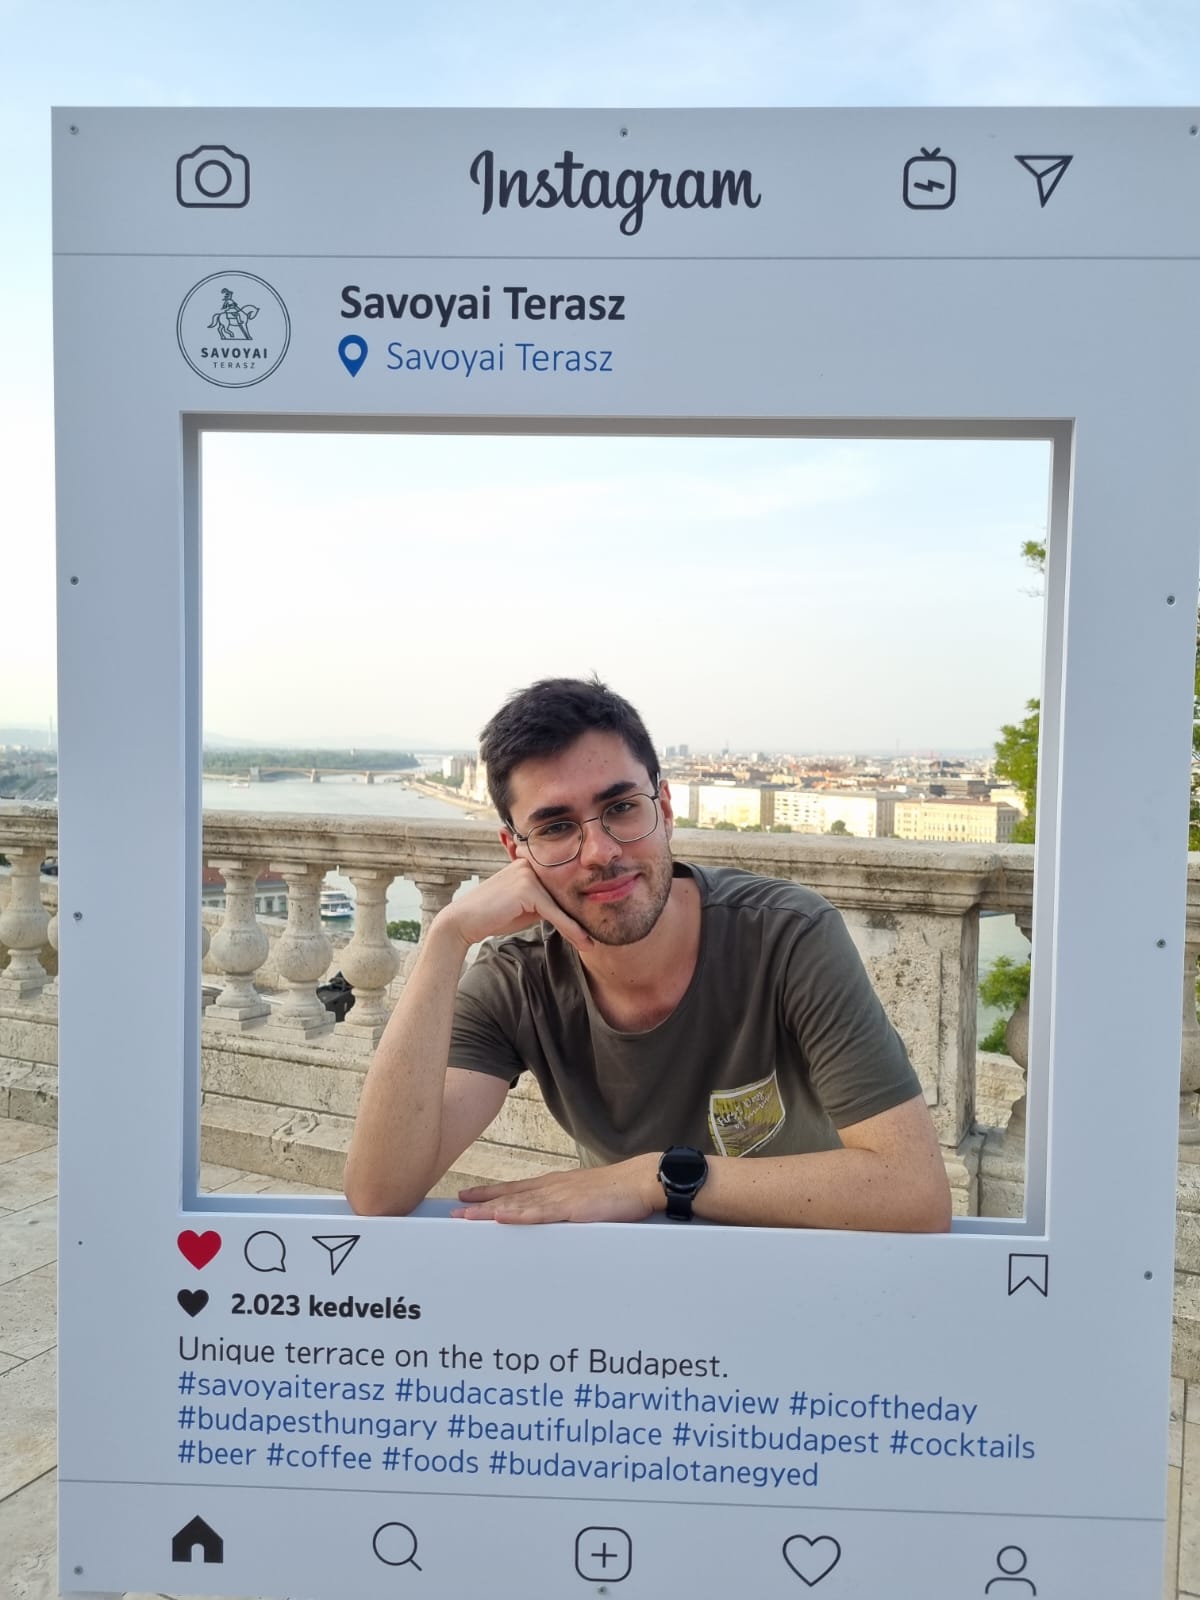 Instagram
SAVOYAI
TERASZ
Savoyai Terasz
Savoyai Terasz
2.023 kedvelés
Unique terrace on the top of Budapest.
#savoyaiterasz #budacastle #barwithaview #picoftheday
#budapesthungary #beautifulplace #visitbudapest #cocktails
#beer #coffee #foods #budavaripalotanegyed